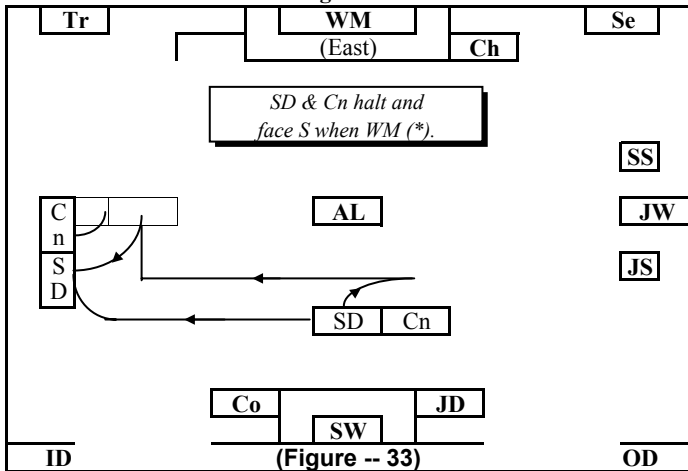 Tr WM Se
(East) Ch
SD & Cn halt and
face S when WM (*).
SS
C AL JW
n
S JS
D
SD Cn
Co JD
SW
ID (Figure -- 33) OD